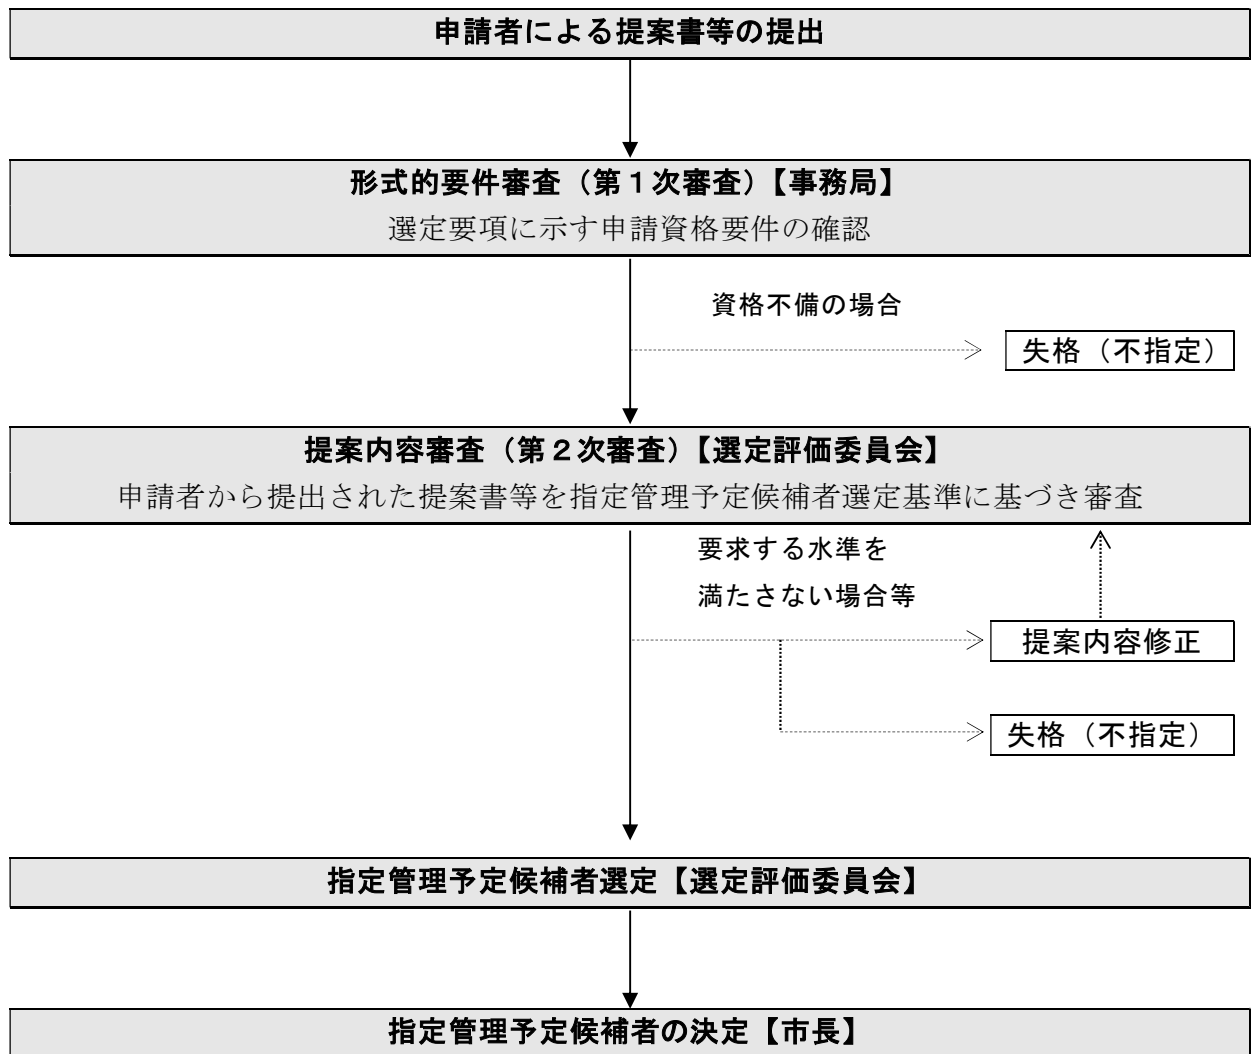 申請者による提案書等の提出
形式的要件審査（第１次審査）【事務局】
選定要項に示す申請資格要件の確認
資格不備の場合
失格（不指定）
提案内容審査（第２次審査）【選定評価委員会】
申請者から提出された提案書等を指定管理予定候補者選定基準に基づき審査
要求する水準を
満たさない場合等
提案内容修正
失格（不指定）
指定管理予定候補者選定【選定評価委員会】
指定管理予定候補者の決定【市長】